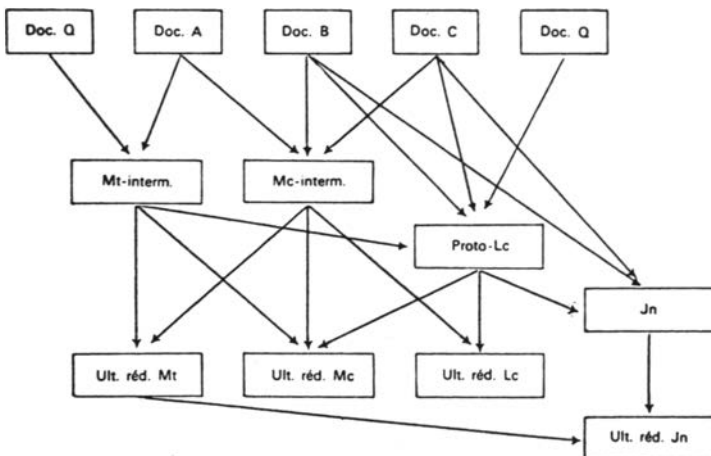 Doc. Q
Doc. A
Doc. B
Doc. C
Doc. Q
Mt-interm.
Mc-interm.
Proto-Lc
Jn
Ult. réd. Mt
Ult. réd. Mc
Ult. réd. Lc
Ult. réd. Jn